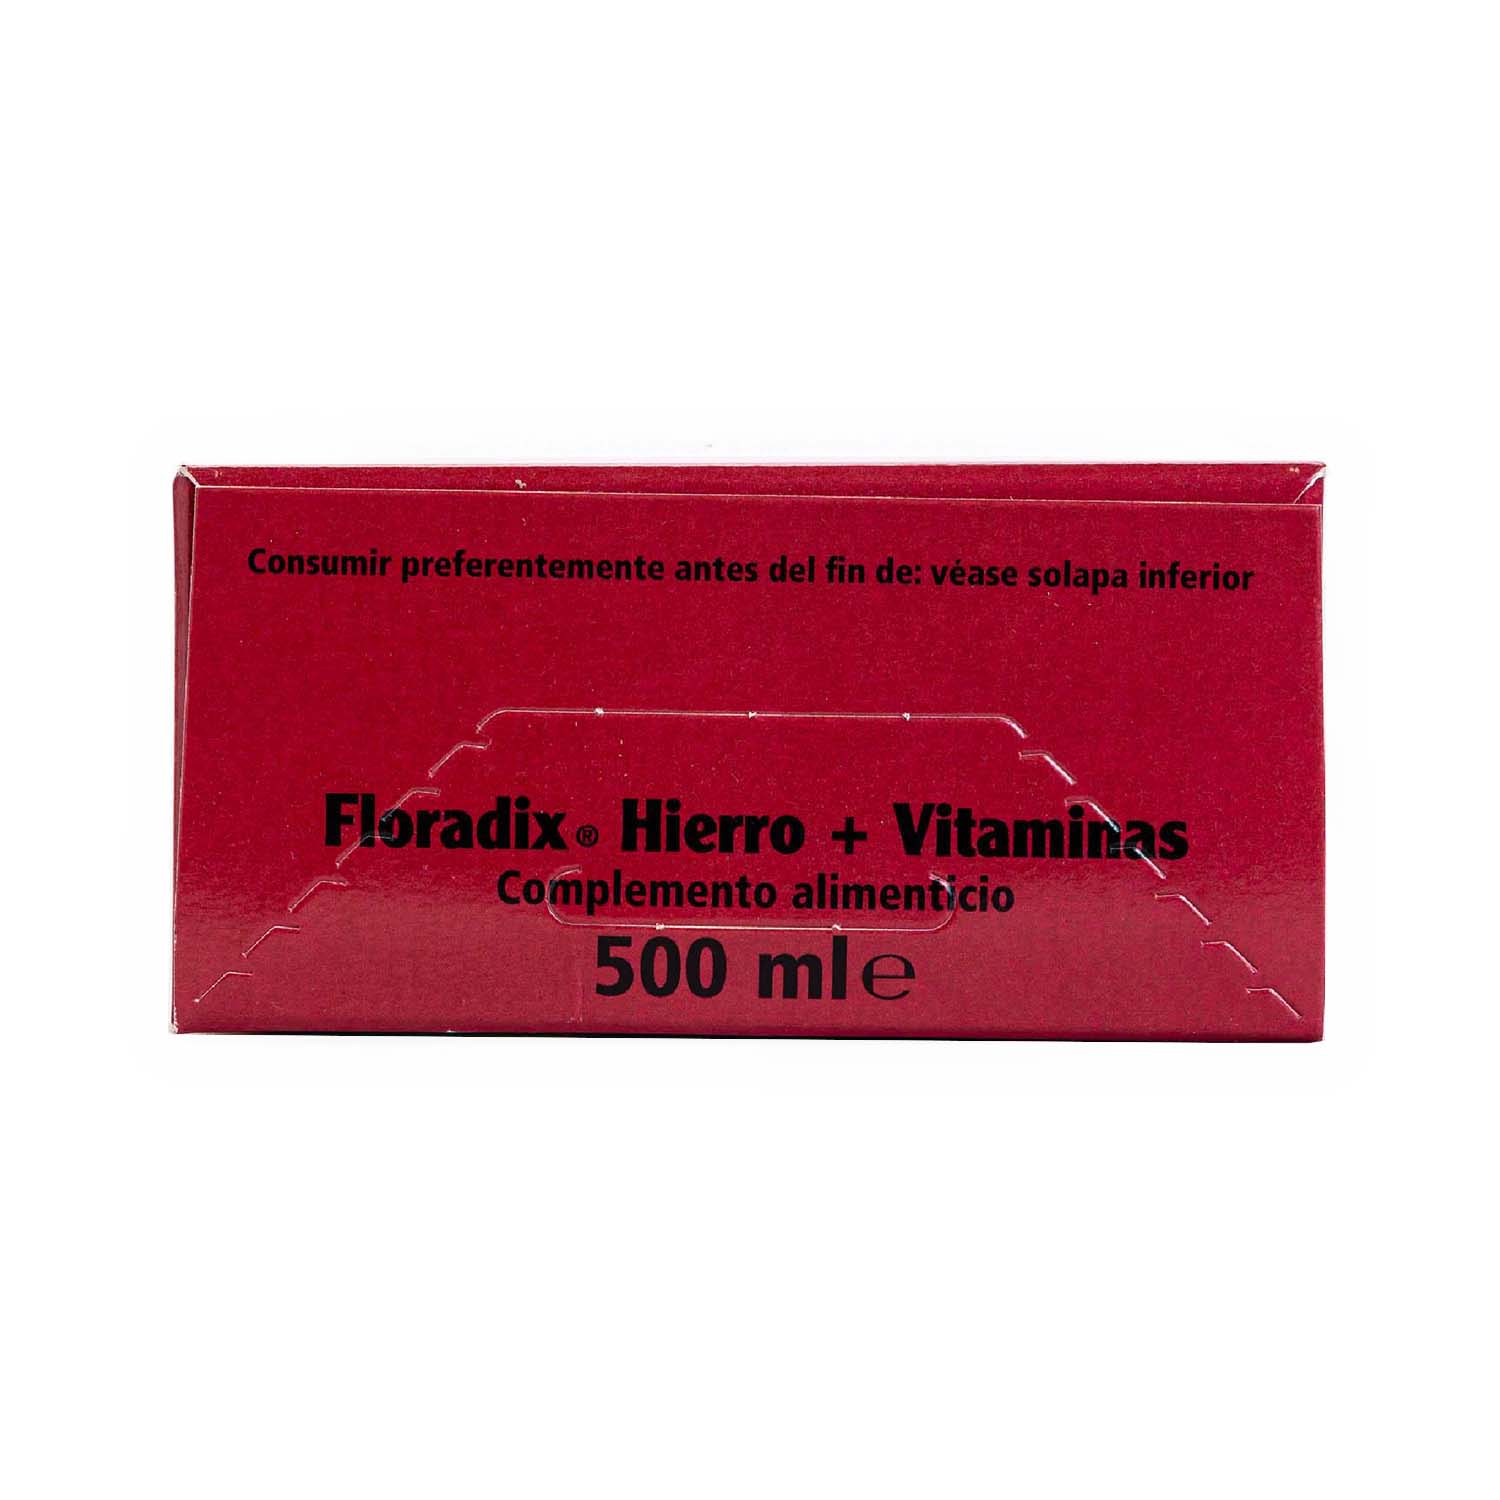 Consumir preferentemente antes del fin de: véase solapa inferior
Floradix® Hierro + Vitaminas
Complemento alimenticio
500 ml ℮